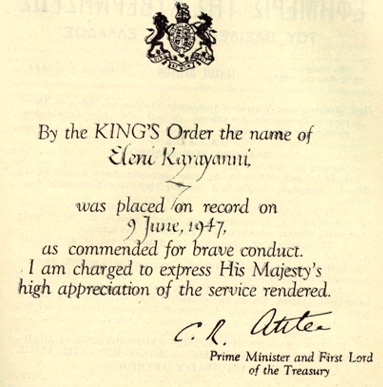 By the KING'S Order the name of
Eleni Karayanni,
was placed on record on
9 June, 1947,
as commended for brave conduct.
I am charged to express His Majesty's
high appreciation of the service rendered.
C. R. Attlee
Prime Minister and First Lord
of the Treasury